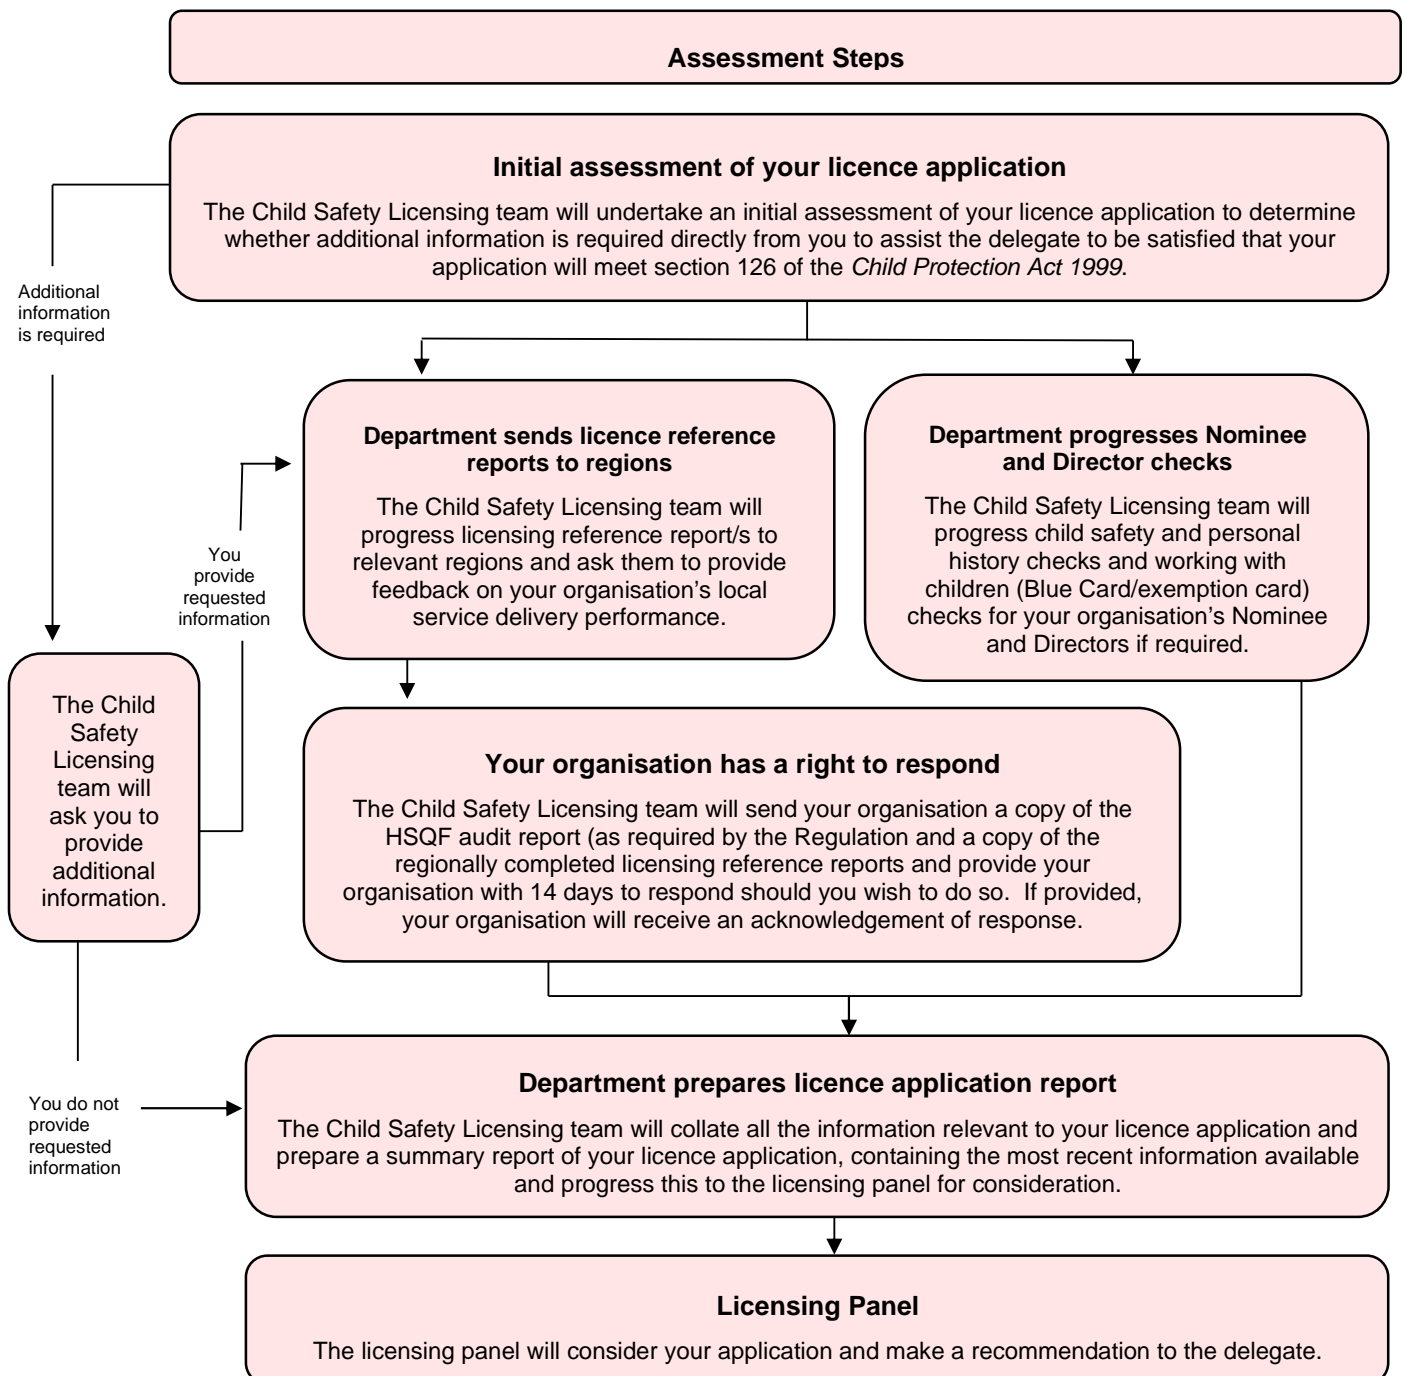 Assessment Steps
Initial assessment of your licence application
The Child Safety Licensing team will undertake an initial assessment of your licence application to determine
whether additional information is required directly from you to assist the delegate to be satisfied that your
application will meet section 126 of the Child Protection Act 1999.
Additional
information
is required
Department sends licence reference
reports to regions
The Child Safety Licensing team will
progress licensing reference report/s to
relevant regions and ask them to provide
feedback on your organisation’s local
service delivery performance.
Department progresses Nominee
and Director checks
The Child Safety Licensing team will
progress child safety and personal
history checks and working with
children (Blue Card/exemption card)
checks for your organisation’s Nominee
and Directors if required.
You
provide
requested
information
The Child
Safety
Licensing
team will
ask you to
provide
additional
information.
Your organisation has a right to respond
The Child Safety Licensing team will send your organisation a copy of the
HSQF audit report (as required by the Regulation and a copy of the
regionally completed licensing reference reports and provide your
organisation with 14 days to respond should you wish to do so.  If provided,
your organisation will receive an acknowledgement of response.
You do not
provide
requested
information
Department prepares licence application report
The Child Safety Licensing team will collate all the information relevant to your licence application and
prepare a summary report of your licence application, containing the most recent information available
and progress this to the licensing panel for consideration.
Licensing Panel
The licensing panel will consider your application and make a recommendation to the delegate.